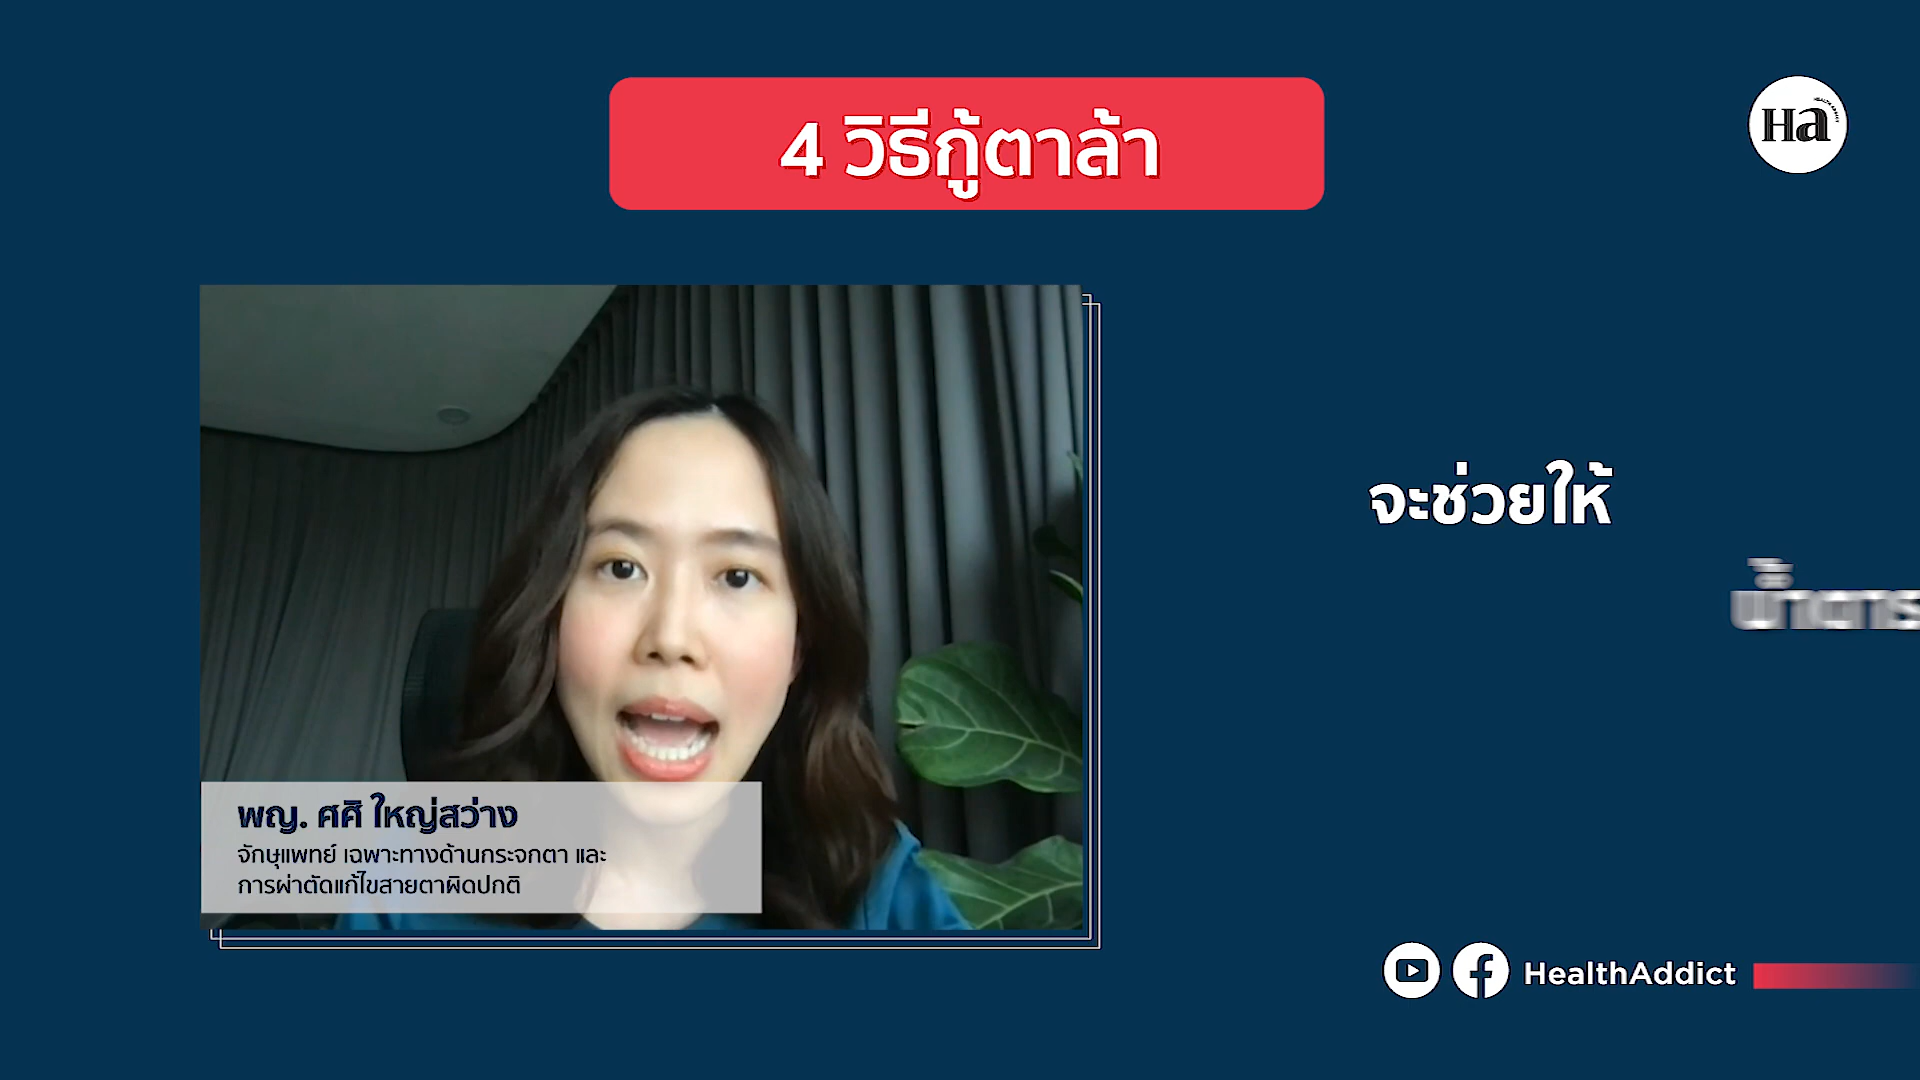 4 วิธีกู้ตาล้า
Ha
จะช่วยให้
พญ. ศศิ ใหญ่สว่าง
จักษุแพทย์ เฉพาะทางด้านกระจกตา และ
การผ่าตัดแก้ไขสายตาผิดปกติ
HealthAddict